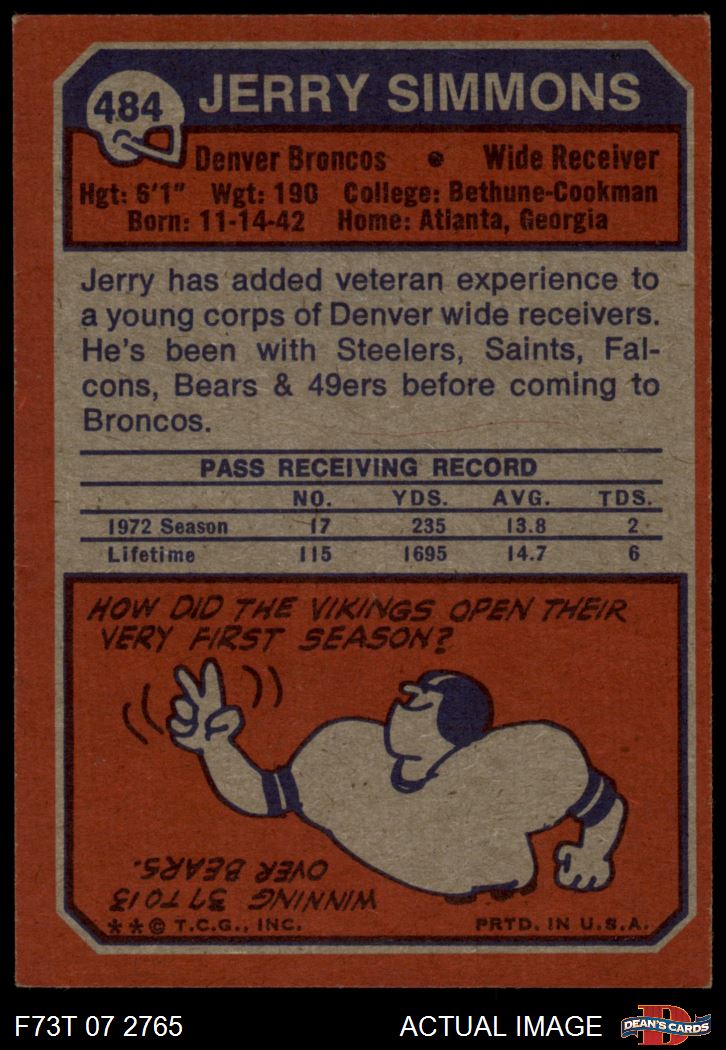 484 JERRY SIMMONS
Denver Broncos • Wide Receiver
Hgt: 6'1" Wgt: 190 College: Bethune-Cookman
Born: 11-14-42 Home: Atlanta, Georgia
Jerry has added veteran experience to
a young corps of Denver wide receivers.
He's been with Steelers, Saints, Fal-
cons, Bears & 49ers before coming to
Broncos.
PASS RECEIVING RECORD
NO. YDS. AVG. TDS.
1972 Season 17 235 13.8 2
Lifetime 115 1695 14.7 6
HOW DID THE VIKINGS OPEN THEIR
VERY FIRST SEASON?
WINNING 37 TO 13
OVER BEARS.
**© T.C.G., INC. PRTD. IN U.S.A.
F73T 07 2765 ACTUAL IMAGE
D
DEAN'S CARDS